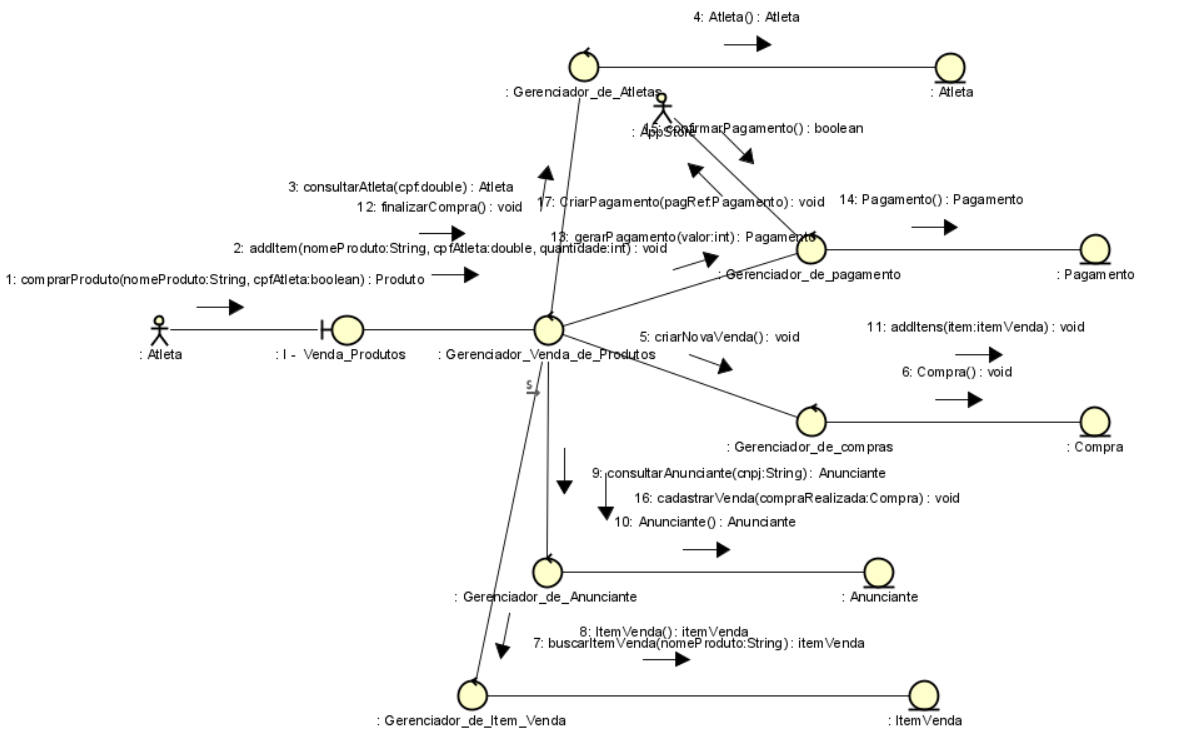 4: Atleta() : Atleta
: Gerenciador_de_Atletas
: Atleta
: AppStore
15: confirmarPagamento() : boolean
3: consultarAtleta(cpf:double) : Atleta
12: finalizarCompra() : void
17: CriarPagamento(pagRef:Pagamento) : void
14: Pagamento() : Pagamento
13: gerarPagamento(valor:int) : Pagamento
2: addItem(nomeProduto:String, cpfAtleta:double, quantidade:int) : void
: Gerenciador_de_pagamento
: Pagamento
1: comprarProduto(nomeProduto:String, cpfAtleta:boolean) : Produto
: Atleta
: I - Venda_Produtos
: Gerenciador_Venda_de_Produtos
5: criarNovaVenda() : void
11: addItens(item:itemVenda) : void
6: Compra() : void
S
: Gerenciador_de_compras
: Compra
9: consultarAnunciante(cnpj:String) : Anunciante
16: cadastrarVenda(compraRealizada:Compra) : void
10: Anunciante() : Anunciante
: Gerenciador_de_Anunciante
: Anunciante
8: ItemVenda() : itemVenda
7: buscarItemVenda(nomeProduto:String) : itemVenda
: Gerenciador_de_Item_Venda
: ItemVenda